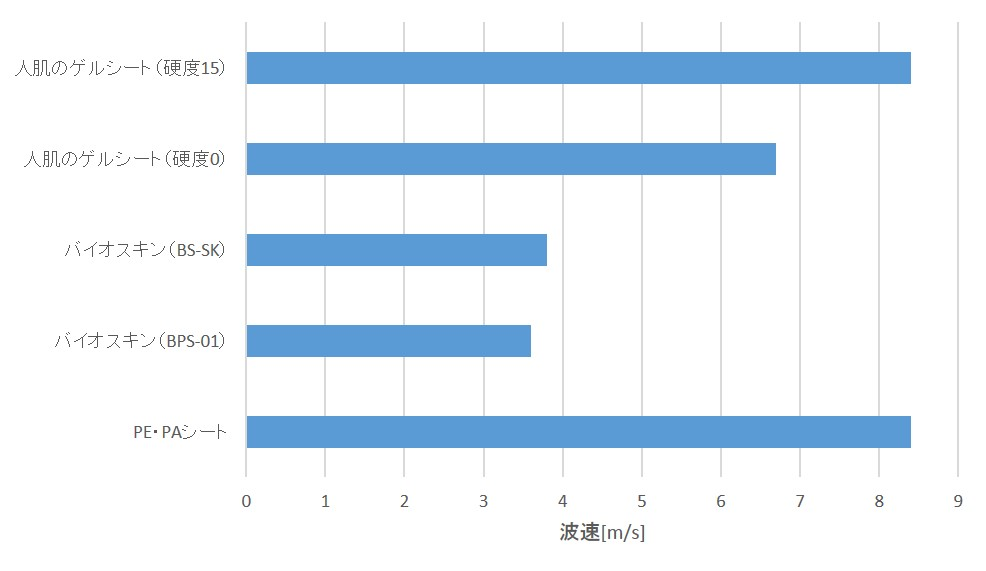 人肌のゲルシート（硬度15）
人肌のゲルシート（硬度0）
バイオスキン（BS-SK）
バイオスキン（BPS-01）
PE・PAシート
0 1 2 3 4 5 6 7 8 9
波速[m/s]